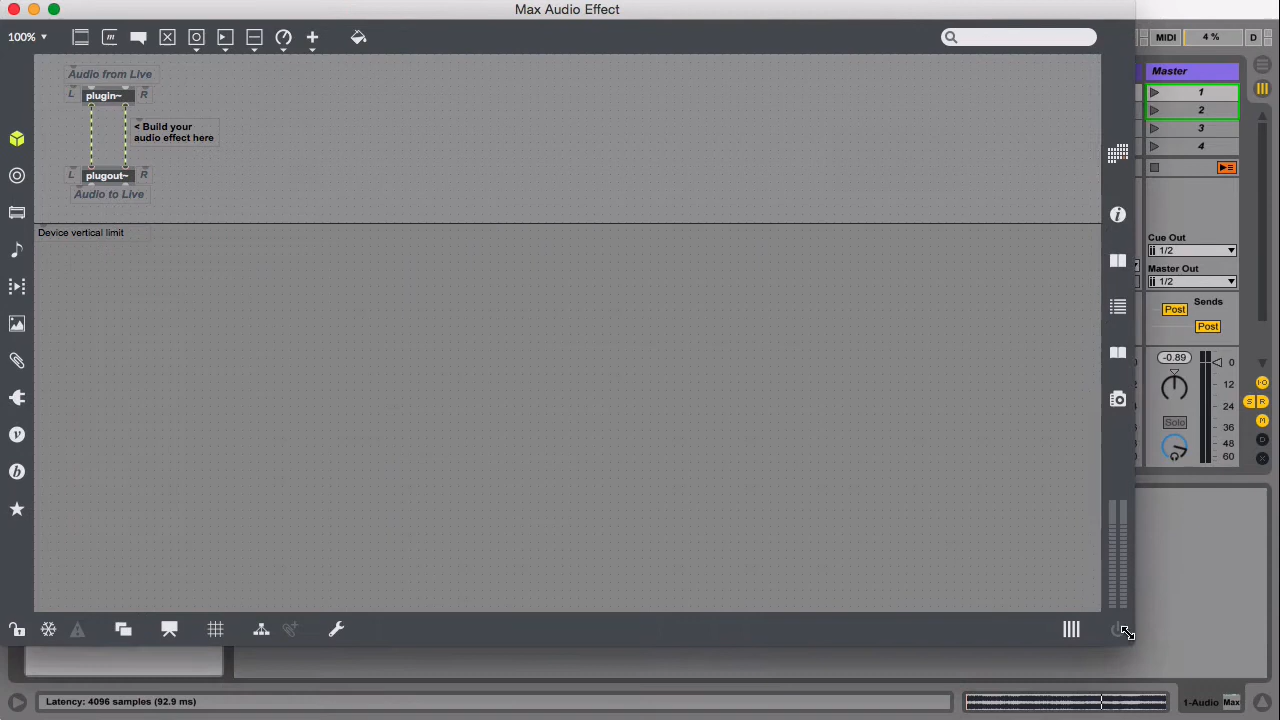 Max Audio Effect
100%
MIDI 4 % D
Audio from Live
L plugin~ R
< Build your
audio effect here
L plugout~ R
Audio to Live
Device vertical limit
Master
1
2
3
4
Cue Out
1/2
Master Out
1/2
Sends
Post
Post
-0.89
0
12
24
36
48
60
Solo
I·O
S R
M
D
X
Latency: 4096 samples (92.9 ms)
1-Audio Max